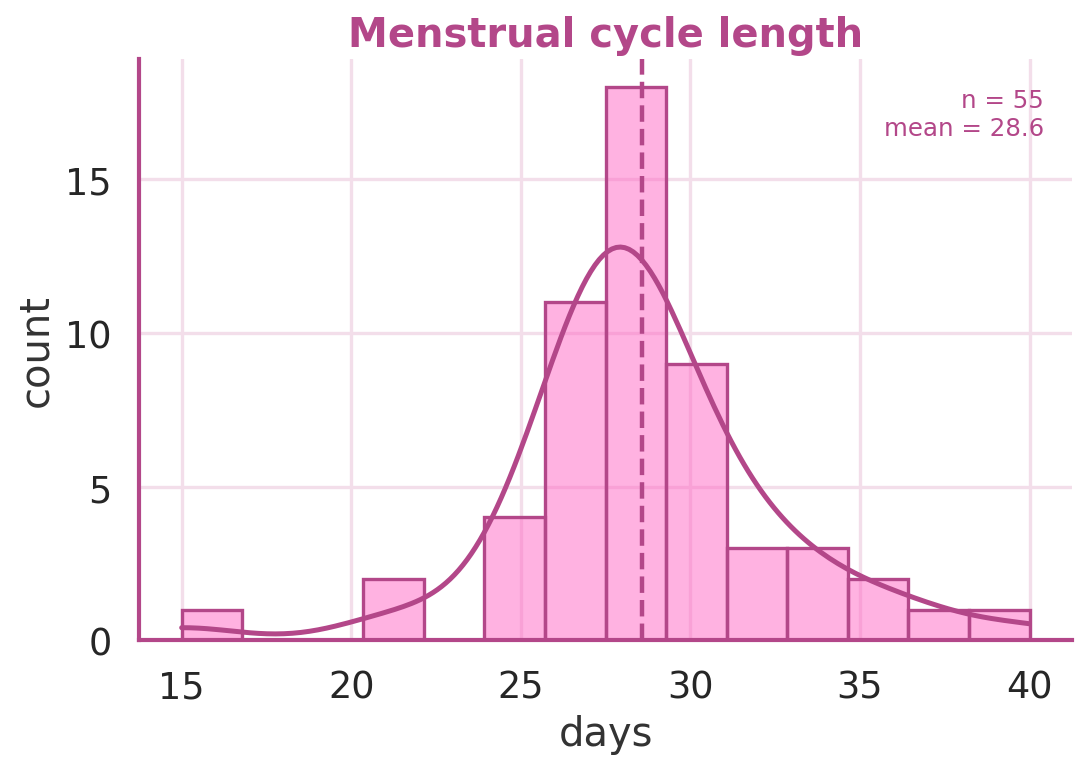 Menstrual cycle length
n = 55
mean = 28.6
count
15
10
5
0
15 20 25 30 35 40
days